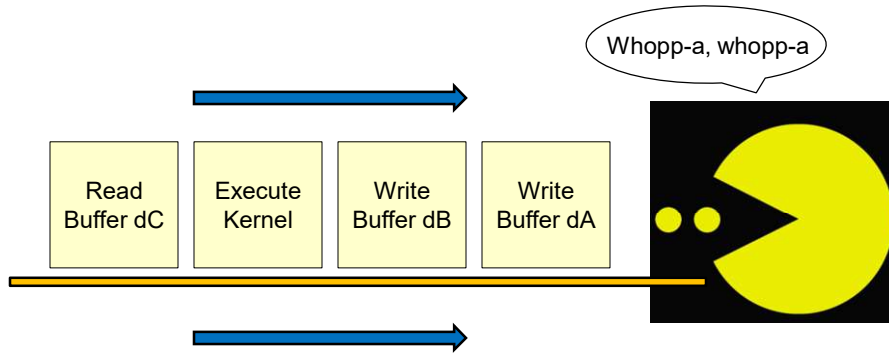 Whopp-a, whopp-a
Read
Buffer dC
Execute
Kernel
Write
Buffer dB
Write
Buffer dA